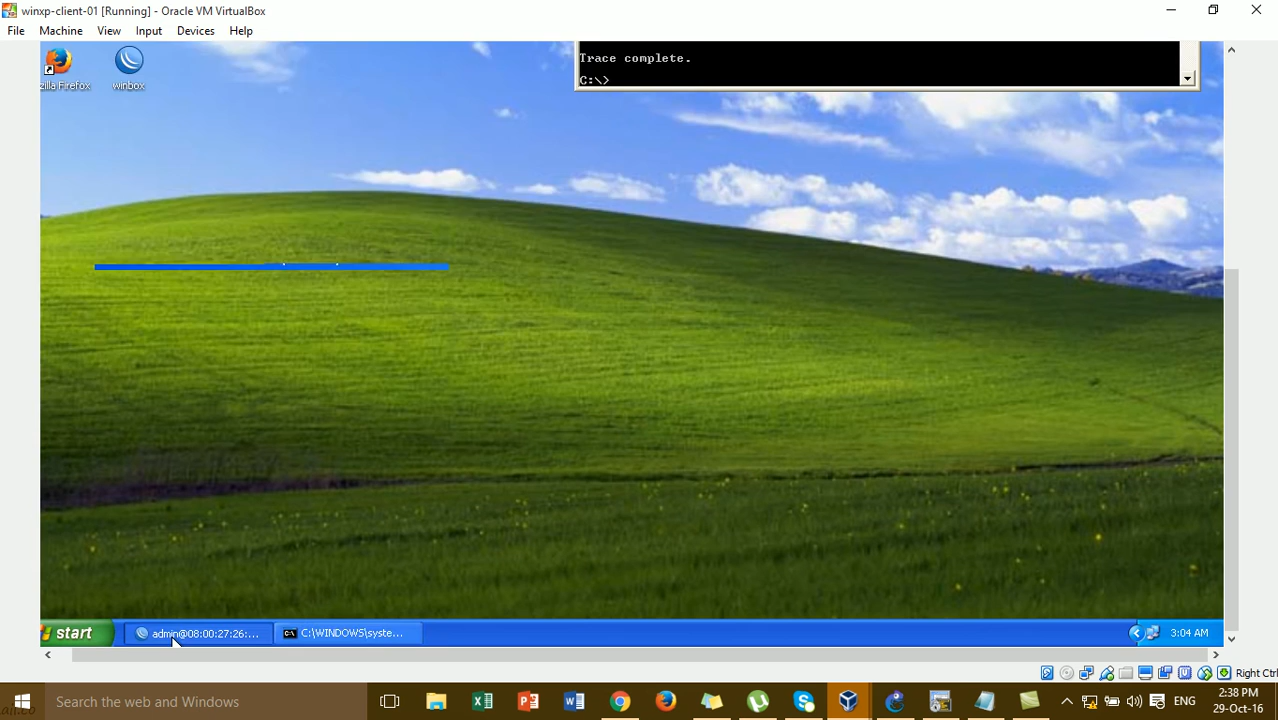 winxp-client-01 [Running] - Oracle VM VirtualBox
File Machine View Input Devices Help
Trace complete.
C:\>
zilla Firefox
winbox
start
admin@08:00:27:26:...
C:\WINDOWS\syste...
3:04 AM
Right Ctrl
Search the web and Windows
ENG
2:38 PM
29-Oct-16